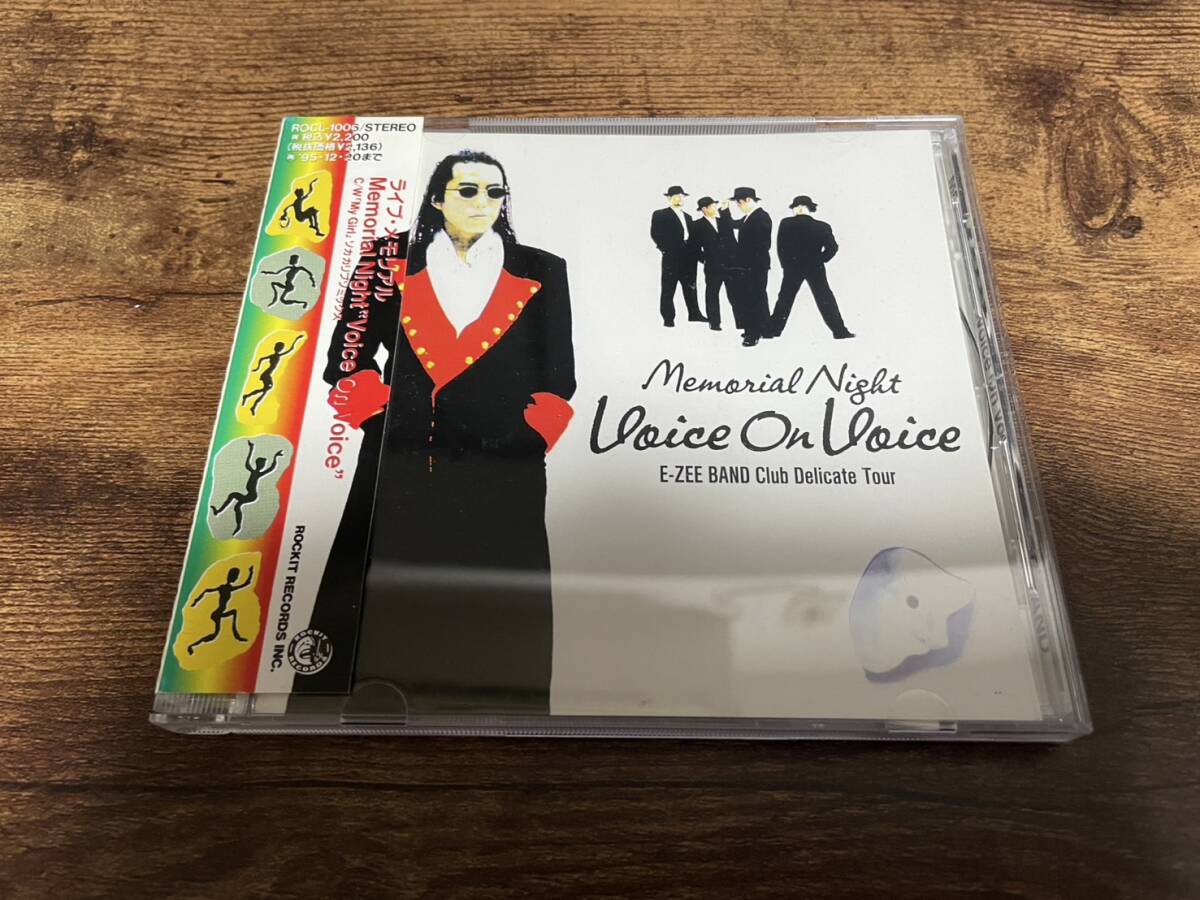 ROCL-1006/STEREO
税込¥2,200
(税抜価格¥2,136)
'95・12・20まで
ライブ・メモリアル
Memorial Night"Voice On Voice"
C/W「My Girl」
ROCKIT RECORDS INC.
Memorial Night
Voice On Voice
E-ZEE BAND Club Delicate Tour